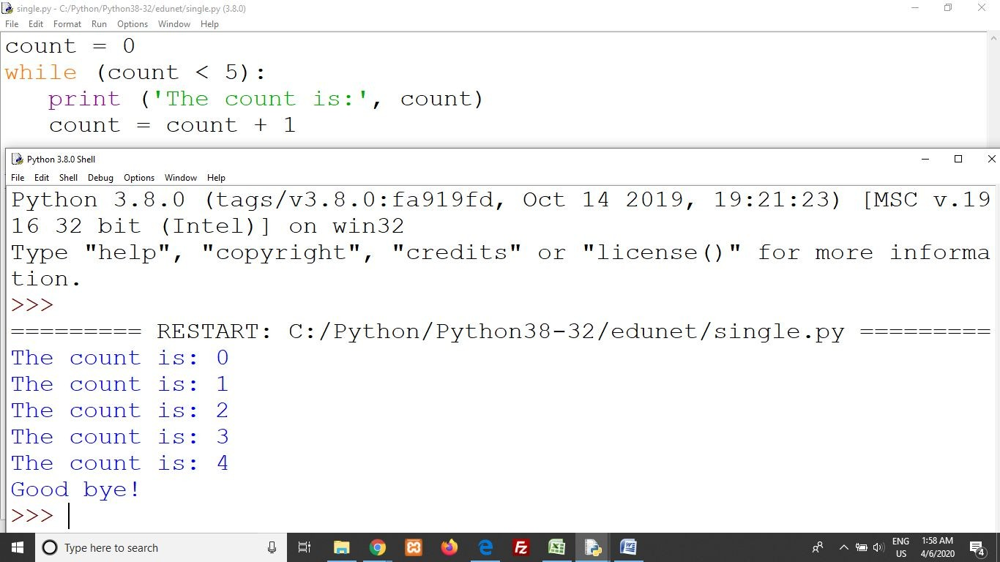 single.py - C:/Python/Python38-32/edunet/single.py (3.8.0)
File Edit Format Run Options Window Help
count = 0
while (count < 5):
   print ('The count is:', count)
   count = count + 1
Python 3.8.0 Shell
File Edit Shell Debug Options Window Help
Python 3.8.0 (tags/v3.8.0:fa919fd, Oct 14 2019, 19:21:23) [MSC v.19
16 32 bit (Intel)] on win32
Type "help", "copyright", "credits" or "license()" for more informa
tion.
>>>
========= RESTART: C:/Python/Python38-32/edunet/single.py =========
The count is: 0
The count is: 1
The count is: 2
The count is: 3
The count is: 4
Good bye!
>>>
Type here to search
ENG
US
1:58 AM
4/6/2020
4